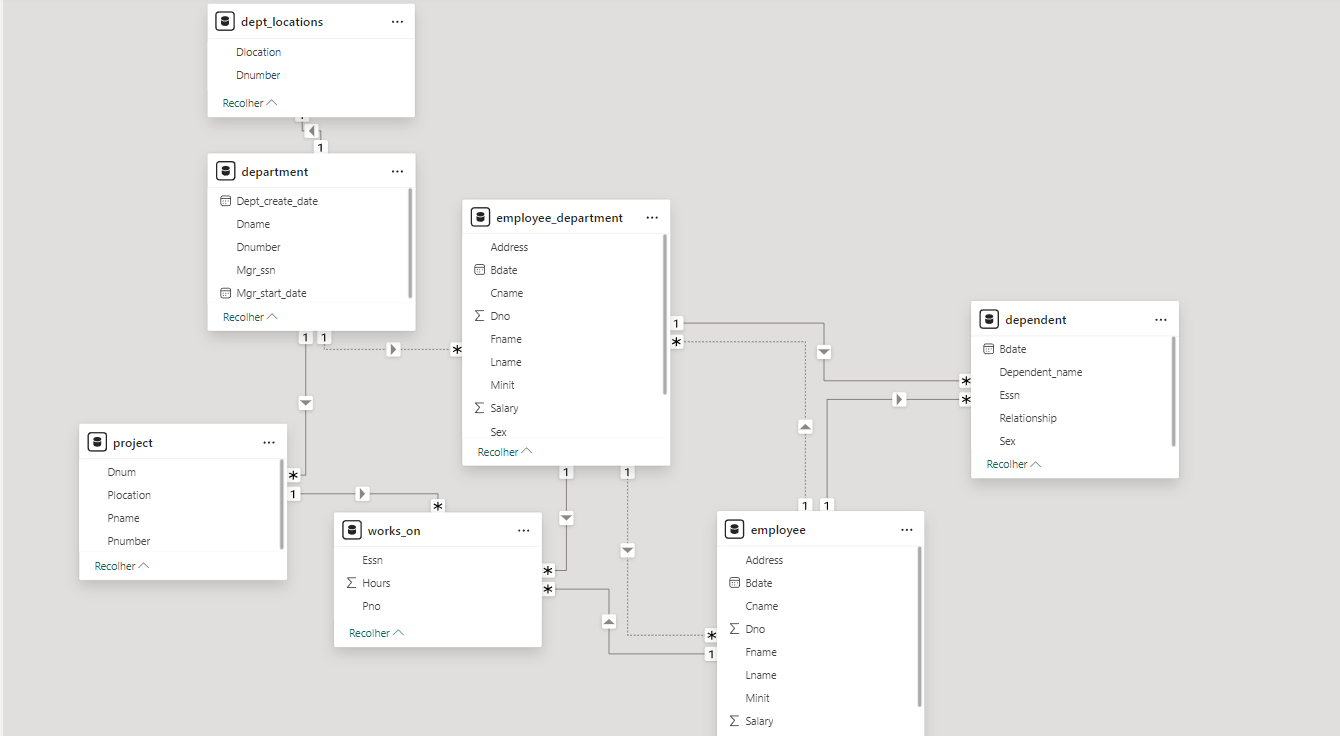 dept_locations
Dlocation
Dnumber
Recolher
1
1
department
Dept_create_date
Dname
Dnumber
Mgr_ssn
Mgr_start_date
Recolher
1
1
*
employee_department
Address
Bdate
Cname
Dno
Fname
Lname
Minit
Salary
Sex
Recolher
1
*
1
1
dependent
Bdate
Dependent_name
Essn
Relationship
Sex
Recolher
*
*
project
Dnum
Plocation
Pname
Pnumber
Recolher
*
1
*
works_on
Essn
Hours
Pno
Recolher
*
*
1
1
employee
Address
Bdate
Cname
Dno
Fname
Lname
Minit
Salary
*
1